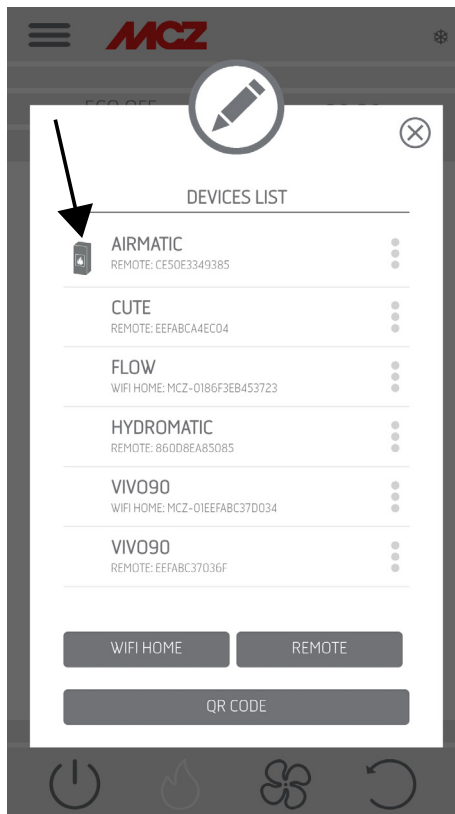 MCZ
DEVICES LIST
AIRMATIC
REMOTE: CE50E3349385
CUTE
REMOTE: EEFABCA4EC04
FLOW
WIFI HOME: MCZ-0186F3EB453723
HYDROMATIC
REMOTE: 860D8EA85085
VIVO90
WIFI HOME: MCZ-01EEFABC37D034
VIVO90
REMOTE: EEFABC37036F
WIFI HOME
REMOTE
QR CODE